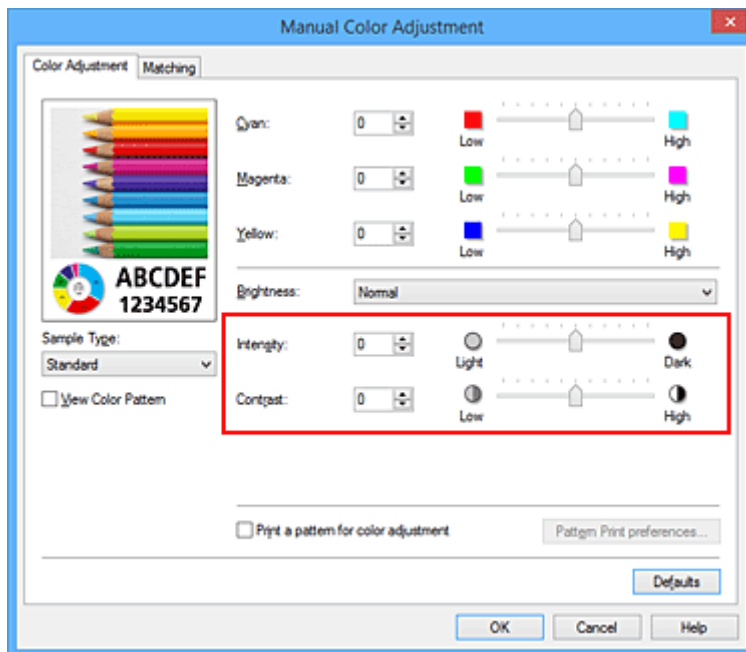 Manual Color Adjustment
Color Adjustment
Matching
ABCDEF
1234567
Sample Type:
Standard
View Color Pattern
Cyan:
0
Low
High
Magenta:
0
Low
High
Yellow:
0
Low
High
Brightness:
Normal
Intensity:
0
Light
Dark
Contrast:
0
Low
High
Print a pattern for color adjustment
Pattern Print preferences...
Defaults
OK
Cancel
Help